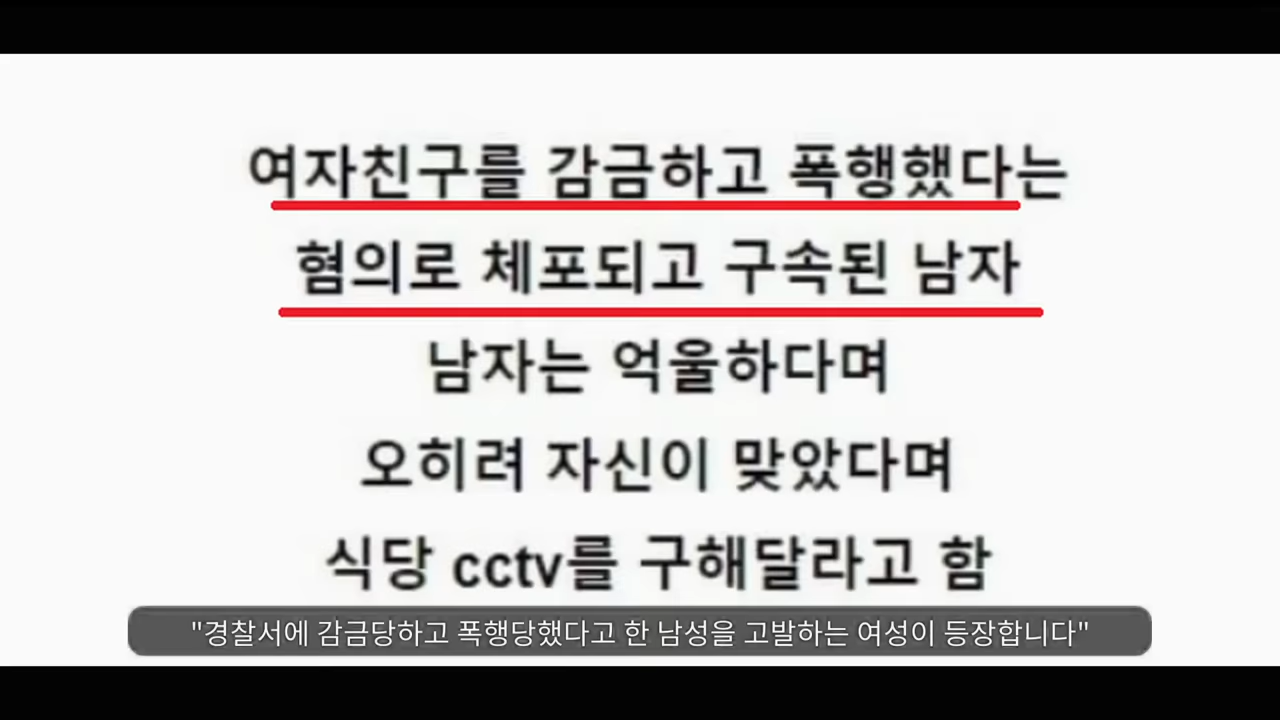 여자친구를 감금하고 폭행했다는
혐의로 체포되고 구속된 남자
남자는 억울하다며
오히려 자신이 맞았다며
식당 cctv를 구해달라고 함
"경찰서에 감금당하고 폭행당했다고 한 남성을 고발하는 여성이 등장합니다"